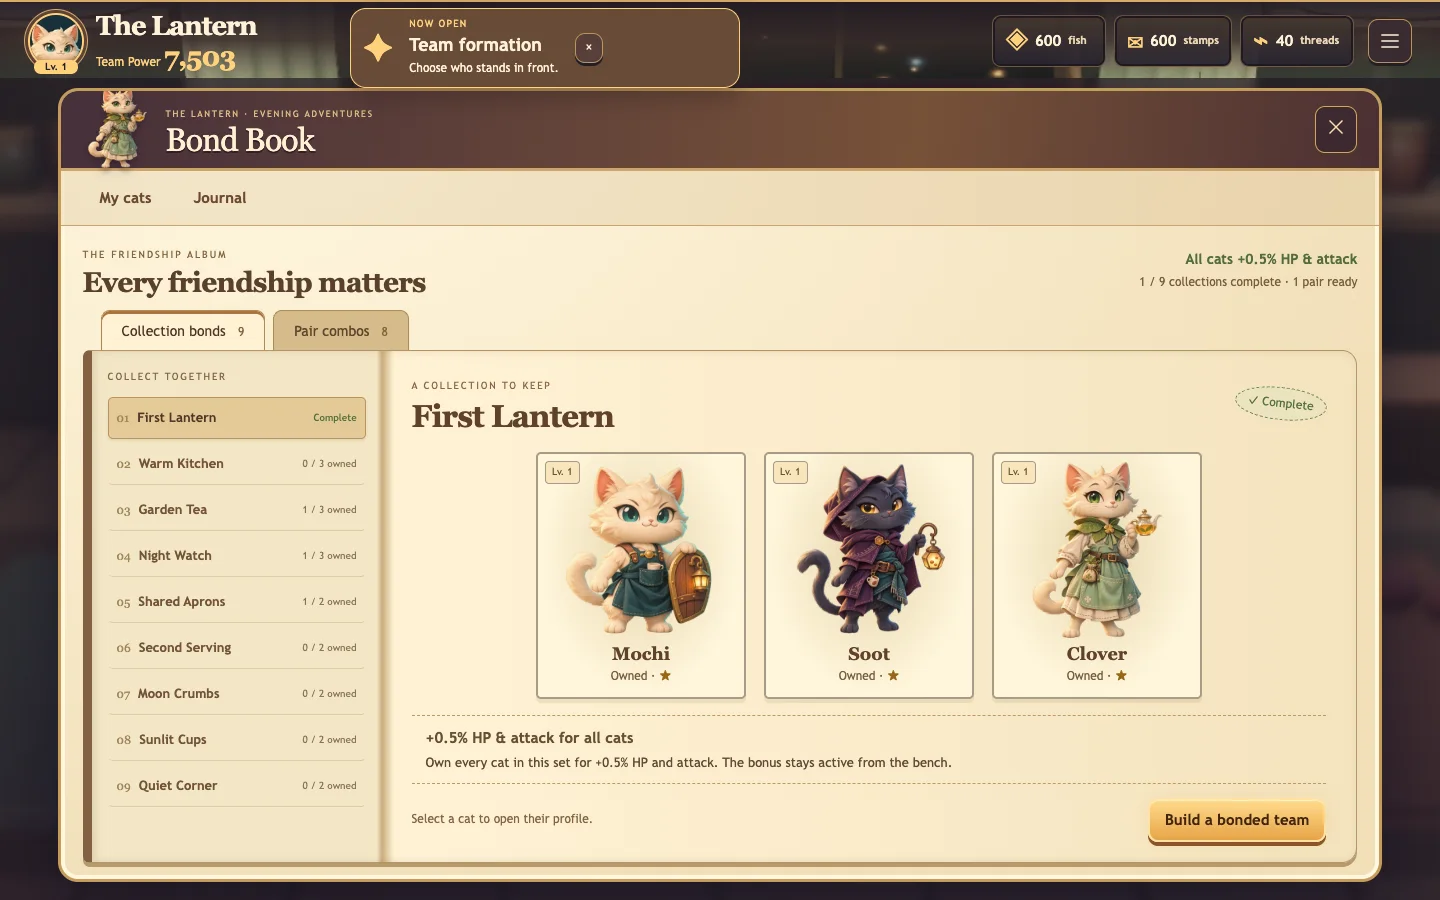 The Lantern
Lv. 1
Team Power 7,503
NOW OPEN
Team formation
Choose who stands in front.
×
600 fish
600 stamps
40 threads
THE LANTERN · EVENING ADVENTURES
Bond Book
My cats
Journal
THE FRIENDSHIP ALBUM
Every friendship matters
All cats +0.5% HP & attack
1 / 9 collections complete · 1 pair ready
Collection bonds 9
Pair combos 8
COLLECT TOGETHER
01 First Lantern Complete
02 Warm Kitchen 0 / 3 owned
03 Garden Tea 1 / 3 owned
04 Night Watch 1 / 3 owned
05 Shared Aprons 1 / 2 owned
06 Second Serving 0 / 2 owned
07 Moon Crumbs 0 / 2 owned
08 Sunlit Cups 0 / 2 owned
09 Quiet Corner 0 / 2 owned
A COLLECTION TO KEEP
First Lantern
✓ Complete
Lv. 1
Mochi
Owned · ★
Lv. 1
Soot
Owned · ★
Lv. 1
Clover
Owned · ★
+0.5% HP & attack for all cats
Own every cat in this set for +0.5% HP and attack. The bonus stays active from the bench.
Select a cat to open their profile.
Build a bonded team